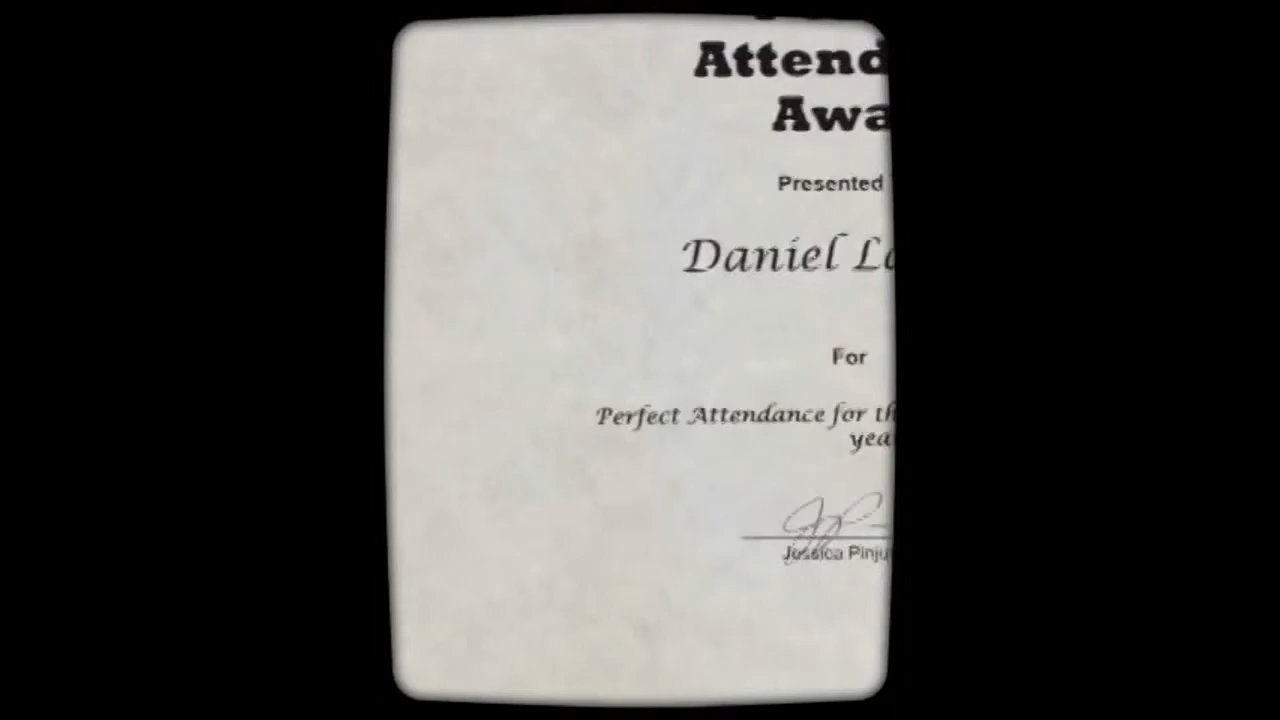 Attend
Awa
Presented
Daniel La
For
Perfect Attendance for th
yea
Jessica Pinju